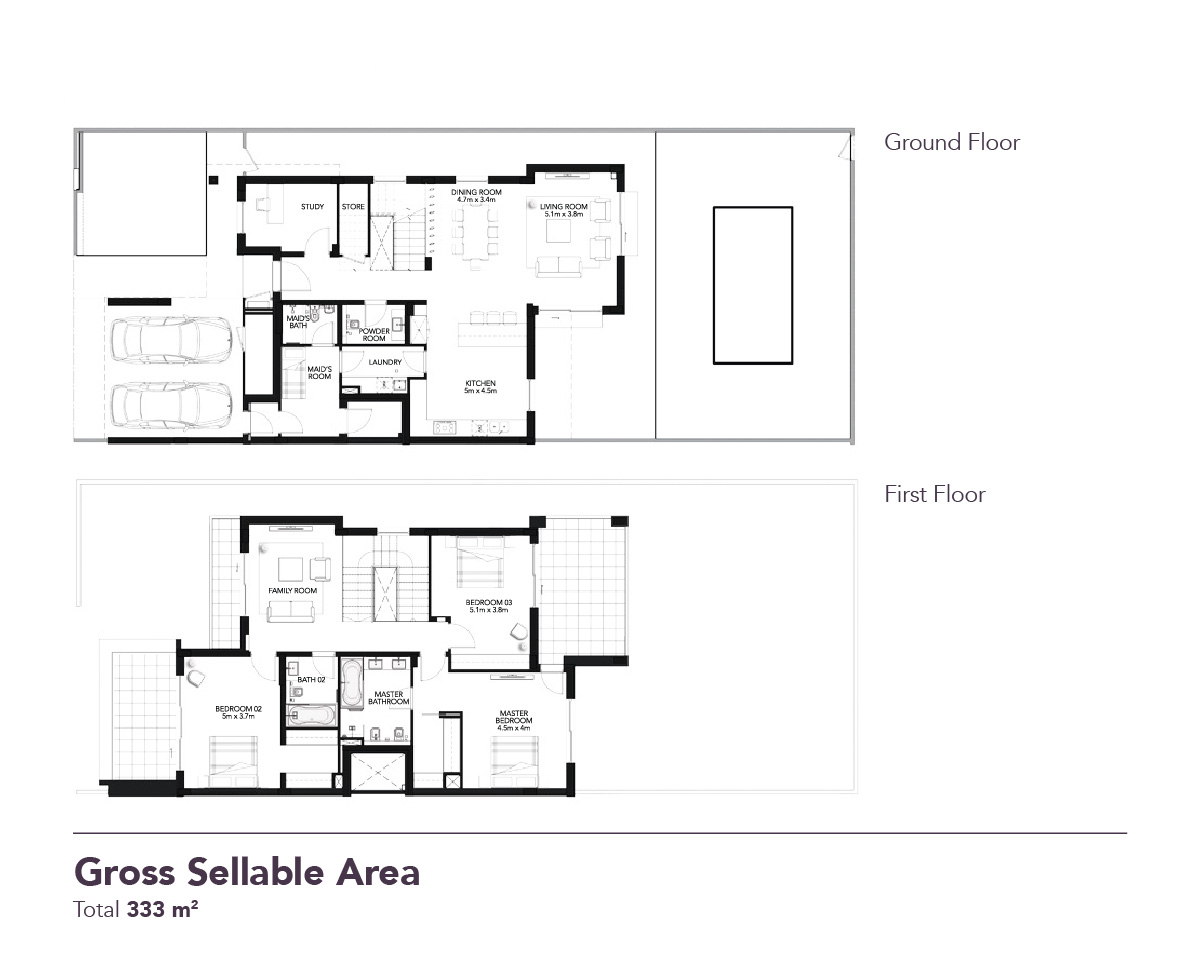 Ground Floor
DINING ROOM
4.7m x 3.4m
STUDY
STORE
LIVING ROOM
5.1m x 3.8m
MAID'S
BATH
POWDER
ROOM
LAUNDRY
MAID'S
ROOM
KITCHEN
5m x 4.5m
First Floor
FAMILY ROOM
BEDROOM 03
5.1m x 3.8m
BATH 02
MASTER
BATHROOM
BEDROOM 02
5m x 3.7m
MASTER
BEDROOM
4.5m x 4m
Gross Sellable Area
Total 333 m²